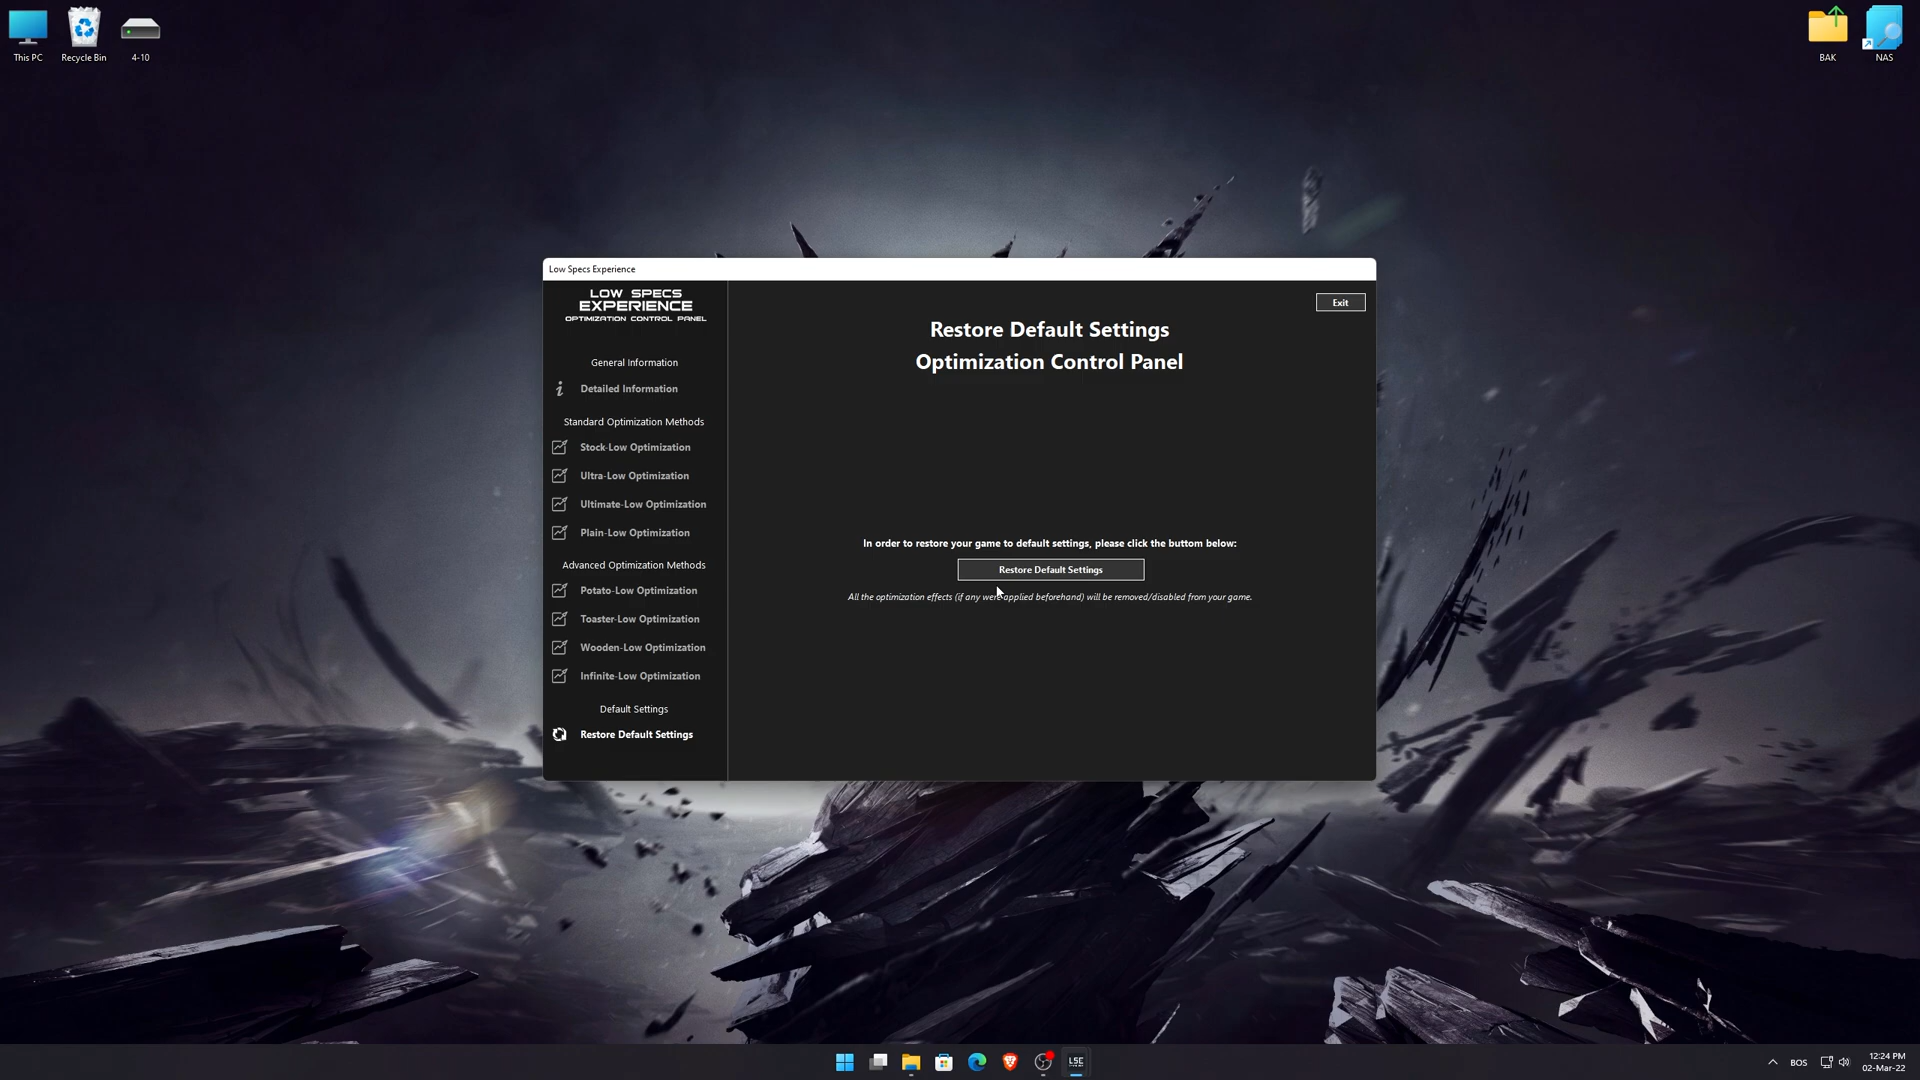 This PC
Recycle Bin
4-10
BAK
NAS
Low Specs Experience
LOW SPECS
EXPERIENCE
OPTIMIZATION CONTROL PANEL
General Information
Detailed Information
Standard Optimization Methods
Stock-Low Optimization
Ultra-Low Optimization
Ultimate-Low Optimization
Plain-Low Optimization
Advanced Optimization Methods
Potato-Low Optimization
Toaster-Low Optimization
Wooden-Low Optimization
Infinite-Low Optimization
Default Settings
Restore Default Settings
Exit
Restore Default Settings
Optimization Control Panel
In order to restore your game to default settings, please click the buttom below:
Restore Default Settings
All the optimization effects (if any were applied beforehand) will be removed/disabled from your game.
LSE
BOS
12:24 PM
02-Mar-22